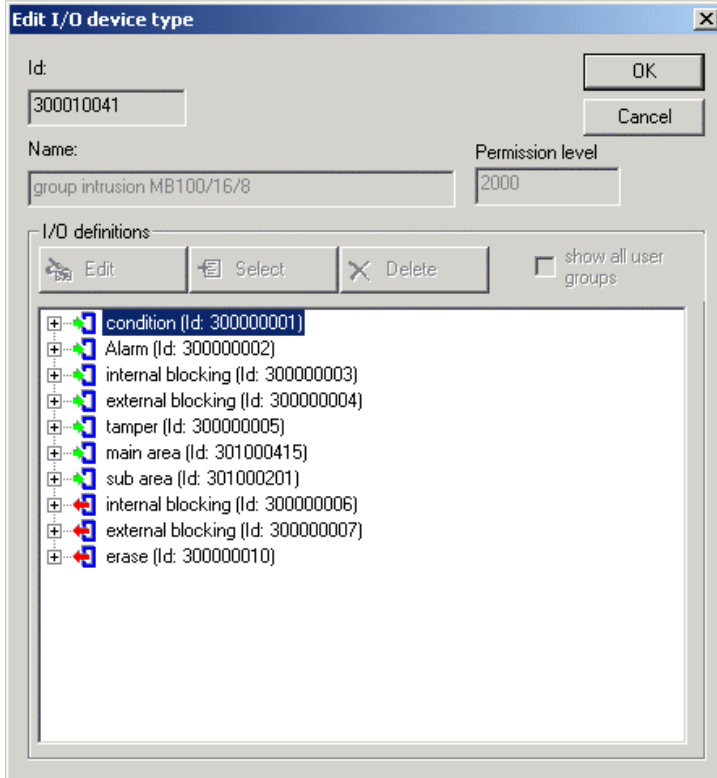 Edit I/O device type
Id:
OK
300010041
Cancel
Name:
Permission level
group intrusion MB100/16/8
2000
I/O definitions
Edit
Select
Delete
show all user
groups
condition (Id: 300000001)
Alarm (Id: 300000002)
internal blocking (Id: 300000003)
external blocking (Id: 300000004)
tamper (Id: 300000005)
main area (Id: 301000415)
sub area (Id: 301000201)
internal blocking (Id: 300000006)
external blocking (Id: 300000007)
erase (Id: 300000010)